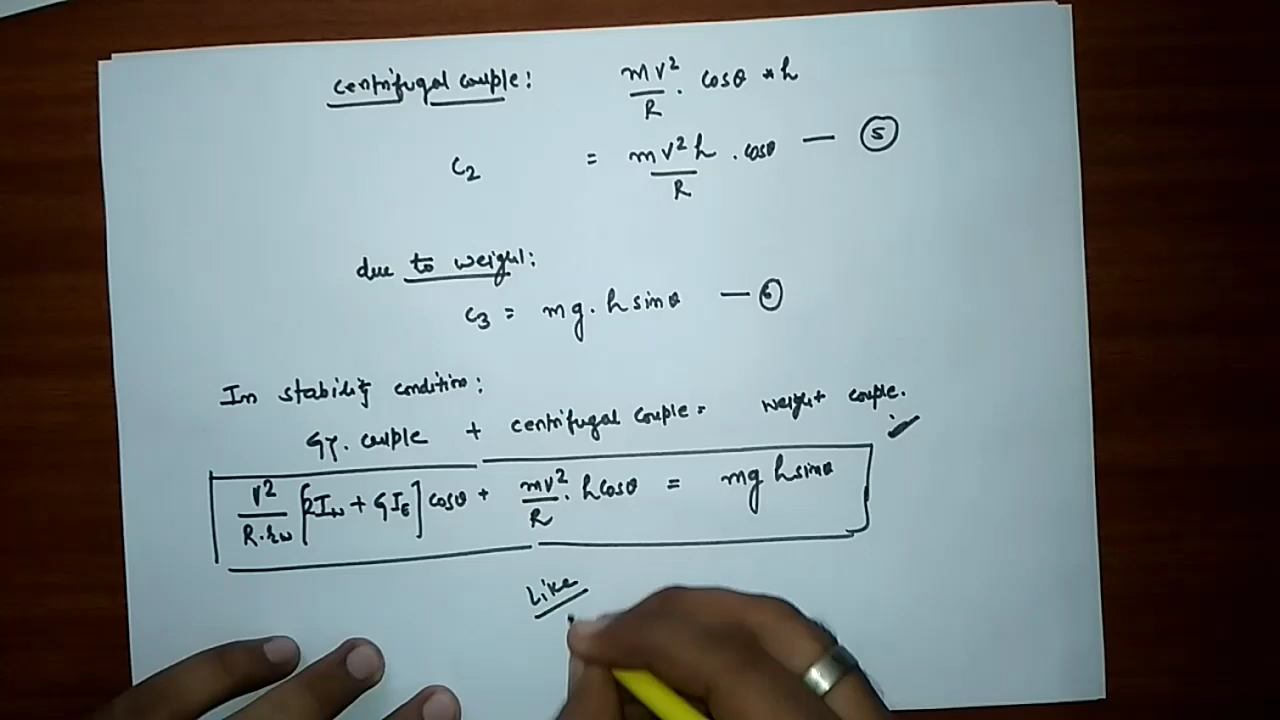 centrifugal couple: mv²/R . cosθ * h
C₂ = mv²h/R . cosθ — ⑤
due to weight:
C₃ = mg. h sinθ — ⑥
In stability condition:
Gy. couple + centrifugal couple = weight couple.
v²/R.rw [2Iw + GIE] cosθ + mv²/R . h cosθ = mg h sinθ
Like